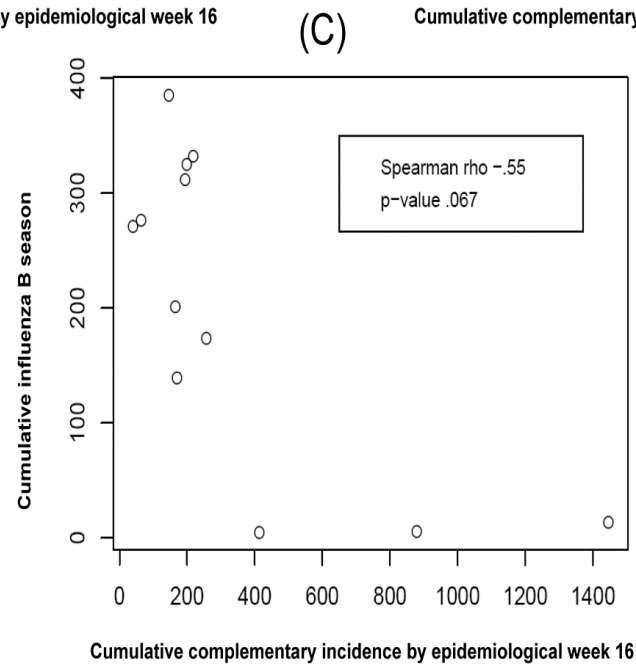 y epidemiological week 16
Cumulative complementary
(C)
400
300
200
100
0
Cumulative influenza B season
Spearman rho −.55
p−value .067
0 200 400 600 800 1000 1200 1400
Cumulative complementary incidence by epidemiological week 16